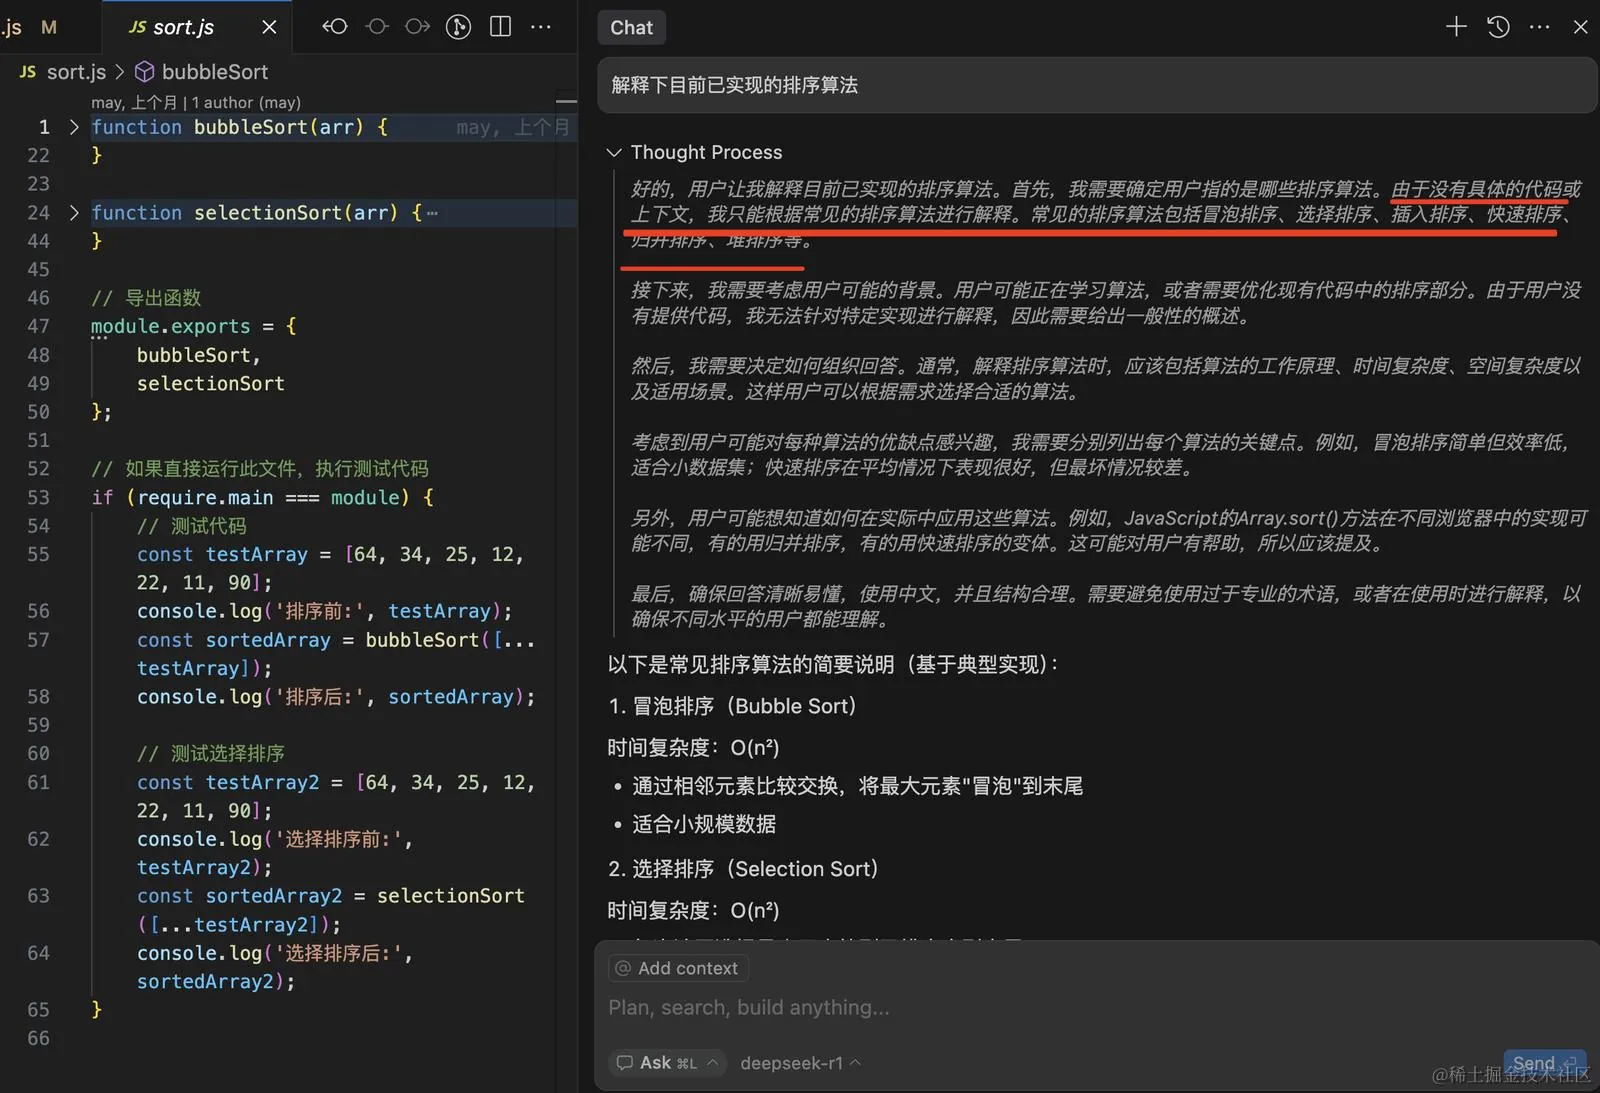 .js M JS sort.js
JS sort.js > bubbleSort
may, 上个月 | 1 author (may)
1 function bubbleSort(arr) { may, 上个月
22 }
23
24 function selectionSort(arr) { ⋯
44 }
45
46 // 导出函数
47 module.exports = {
48 bubbleSort,
49 selectionSort
50 };
51
52 // 如果直接运行此文件，执行测试代码
53 if (require.main === module) {
54 // 测试代码
55 const testArray = [64, 34, 25, 12,
22, 11, 90];
56 console.log('排序前:', testArray);
57 const sortedArray = bubbleSort([...
testArray]);
58 console.log('排序后:', sortedArray);
59
60 // 测试选择排序
61 const testArray2 = [64, 34, 25, 12,
22, 11, 90];
62 console.log('选择排序前:',
testArray2);
63 const sortedArray2 = selectionSort
([...testArray2]);
64 console.log('选择排序后:',
sortedArray2);
65 }
66
Chat
解释下目前已实现的排序算法
Thought Process
好的，用户让我解释目前已实现的排序算法。首先，我需要确定用户指的是哪些排序算法。由于没有具体的代码或
上下文，我只能根据常见的排序算法进行解释。常见的排序算法包括冒泡排序、选择排序、插入排序、快速排序、
归并排序、堆排序等。
接下来，我需要考虑用户可能的背景。用户可能正在学习算法，或者需要优化现有代码中的排序部分。由于用户没
有提供代码，我无法针对特定实现进行解释，因此需要给出一般性的概述。
然后，我需要决定如何组织回答。通常，解释排序算法时，应该包括算法的工作原理、时间复杂度、空间复杂度以
及适用场景。这样用户可以根据需求选择合适的算法。
考虑到用户可能对每种算法的优缺点感兴趣，我需要分别列出每个算法的关键点。例如，冒泡排序简单但效率低，
适合小数据集；快速排序在平均情况下表现很好，但最坏情况较差。
另外，用户可能想知道如何在实际中应用这些算法。例如，JavaScript的Array.sort()方法在不同浏览器中的实现可
能不同，有的用归并排序，有的用快速排序的变体。这可能对用户有帮助，所以应该提及。
最后，确保回答清晰易懂，使用中文，并且结构合理。需要避免使用过于专业的术语，或者在使用时进行解释，以
确保不同水平的用户都能理解。
以下是常见排序算法的简要说明（基于典型实现）：
1. 冒泡排序（Bubble Sort）
时间复杂度：O(n²)
• 通过相邻元素比较交换，将最大元素"冒泡"到末尾
• 适合小规模数据
2. 选择排序（Selection Sort）
时间复杂度：O(n²)
@ Add context
Plan, search, build anything...
Ask ⌘L deepseek-r1 Send
@稀土掘金技术社区